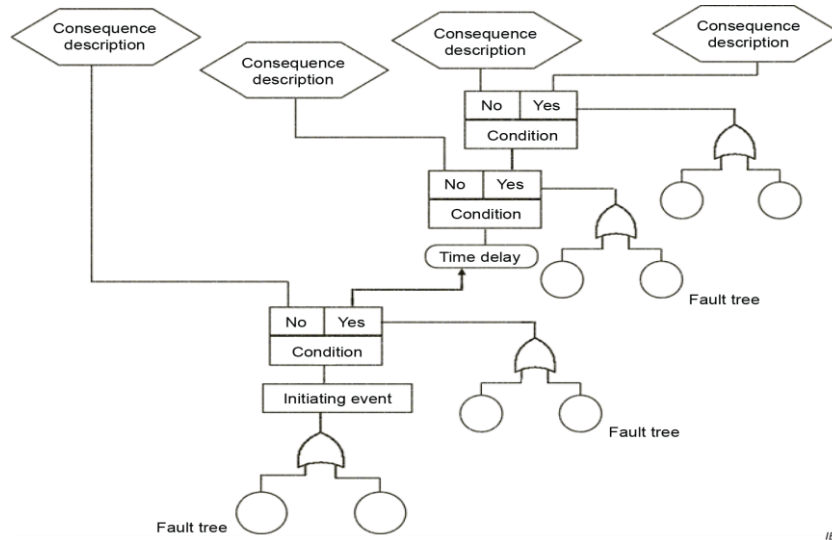 Consequence
description
Consequence
description
Consequence
description
Consequence
description
No Yes
Condition
No Yes
Condition
Time delay
Fault tree
No Yes
Condition
Initiating event
Fault tree
Fault tree